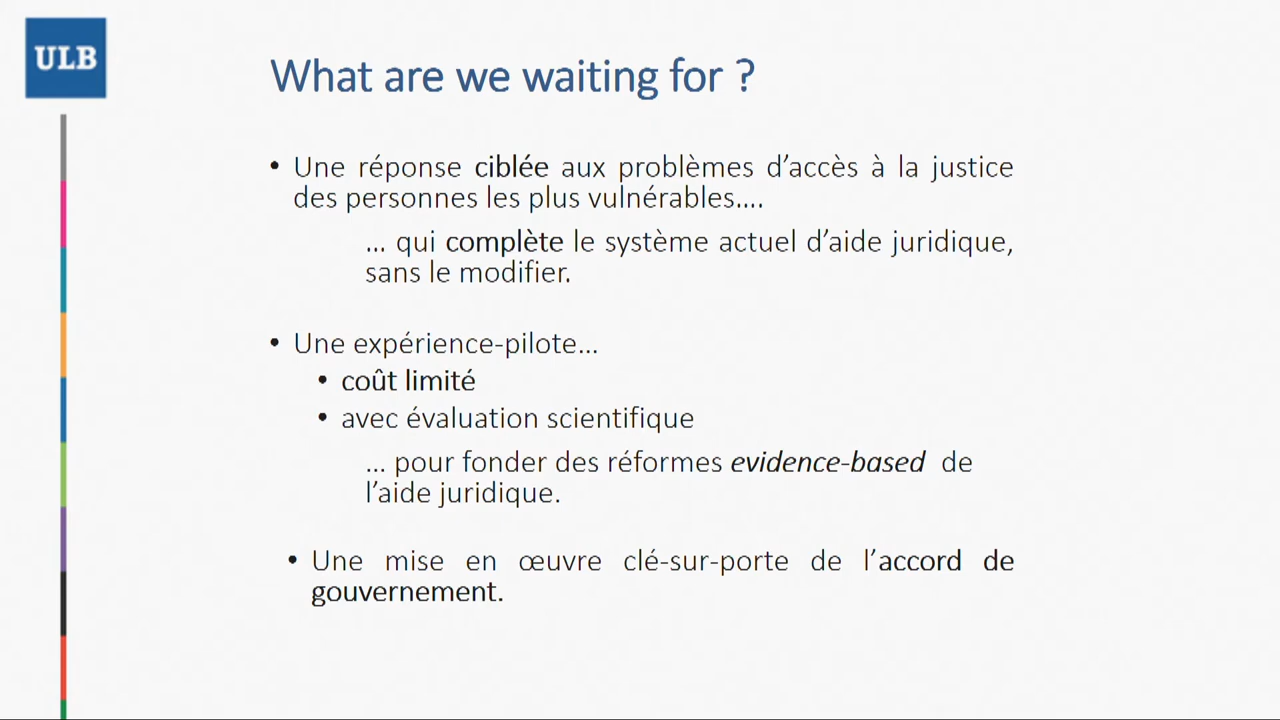 ULB
What are we waiting for ?
• Une réponse ciblée aux problèmes d’accès à la justice
des personnes les plus vulnérables….
… qui complète le système actuel d’aide juridique,
sans le modifier.
• Une expérience-pilote…
• coût limité
• avec évaluation scientifique
… pour fonder des réformes evidence-based de
l’aide juridique.
• Une mise en œuvre clé-sur-porte de l’accord de
gouvernement.